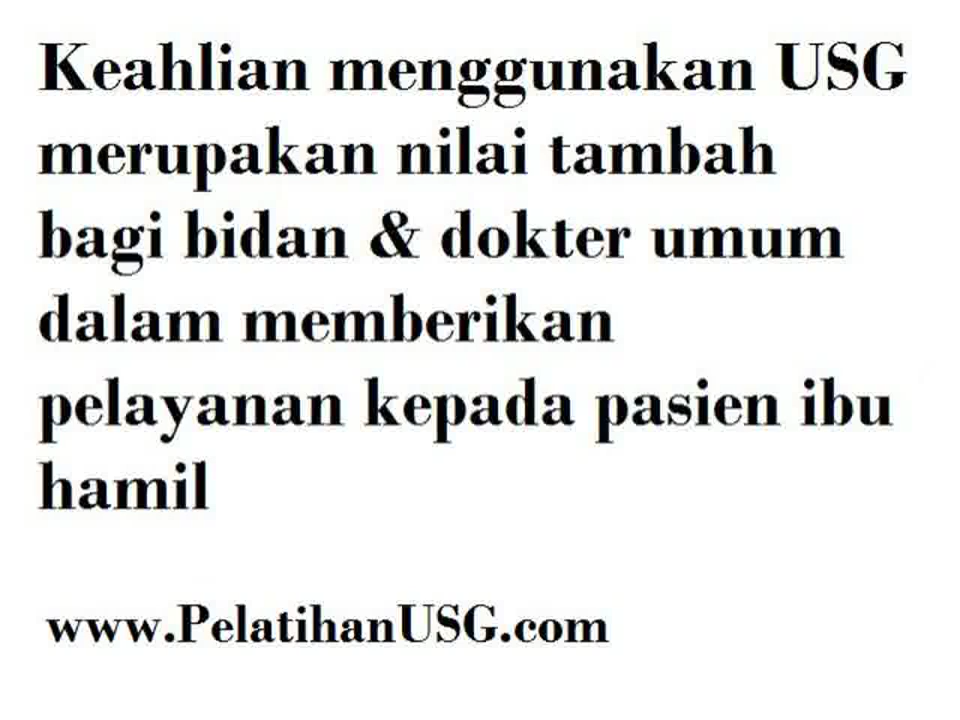 Keahlian menggunakan USG
merupakan nilai tambah
bagi bidan & dokter umum
dalam memberikan
pelayanan kepada pasien ibu
hamil
www.PelatihanUSG.com